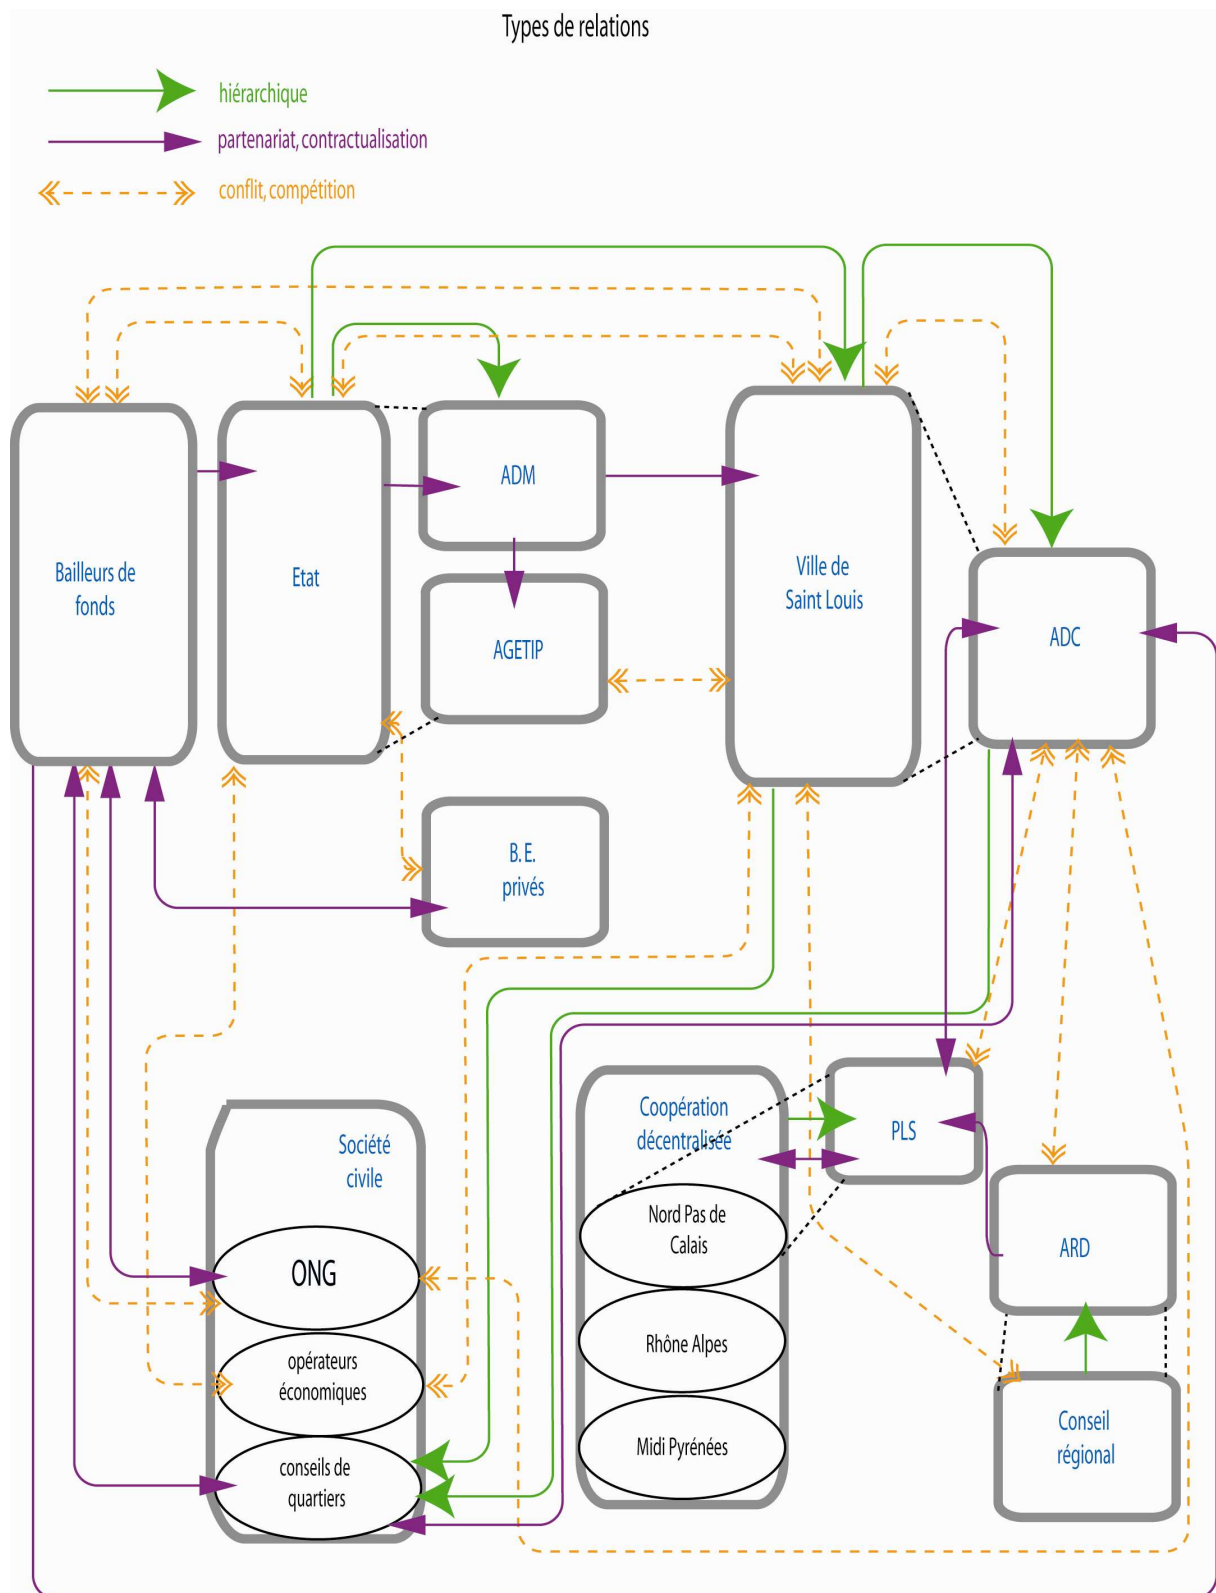 Types de relations
hiérarchique
partenariat, contractualisation
conflit, compétition
Bailleurs de
fonds
Etat
ADM
AGETIP
B. E.
privés
Ville de
Saint Louis
ADC
Société
civile
ONG
opérateurs
économiques
conseils de
quartiers
Coopération
décentralisée
Nord Pas de
Calais
Rhône Alpes
Midi Pyrénées
PLS
ARD
Conseil
régional